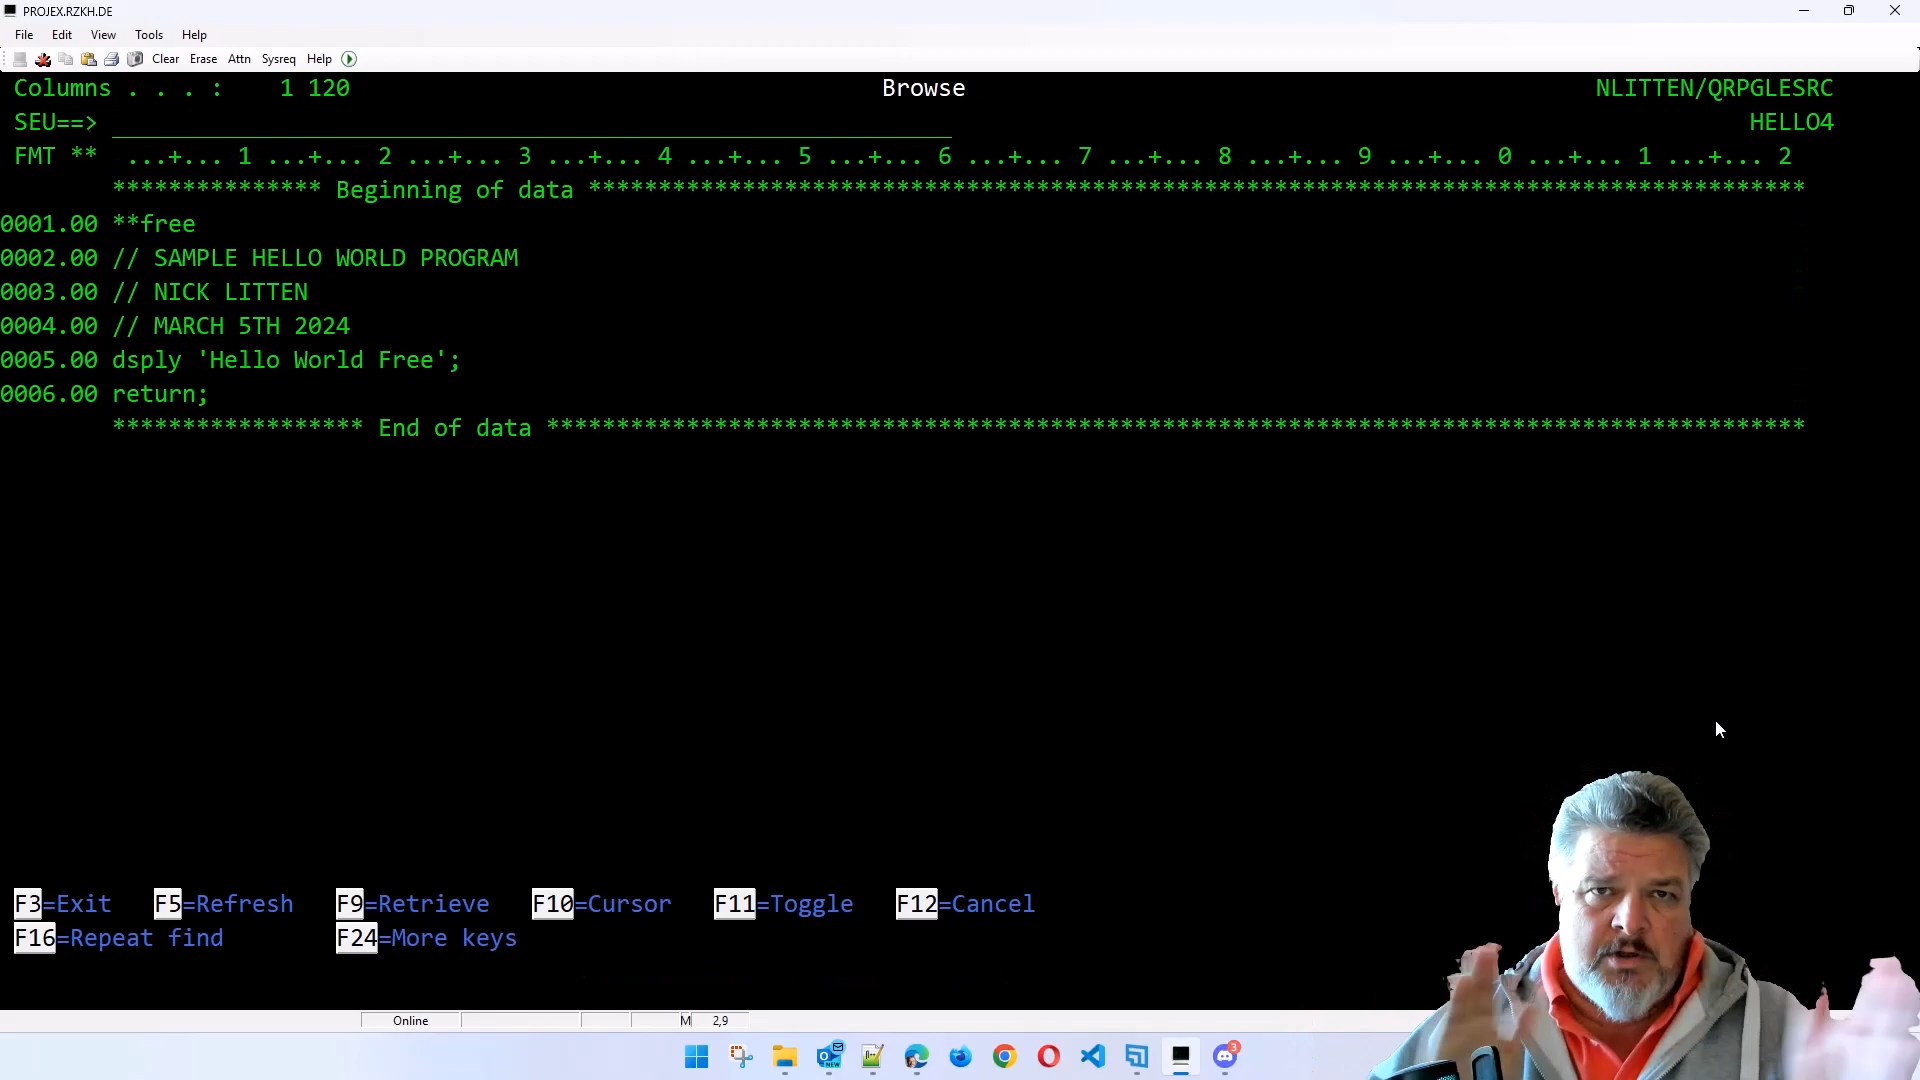 PROJEX.RZKH.DE
File Edit View Tools Help
Clear Erase Attn Sysreq Help
Columns . . . : 1 120 Browse NLITTEN/QRPGLESRC
SEU==> HELLO4
FMT ** ...+... 1 ...+... 2 ...+... 3 ...+... 4 ...+... 5 ...+... 6 ...+... 7 ...+... 8 ...+... 9 ...+... 0 ...+... 1 ...+... 2
*************** Beginning of data ***************************************************************************************
0001.00 **free
0002.00 // SAMPLE HELLO WORLD PROGRAM
0003.00 // NICK LITTEN
0004.00 // MARCH 5TH 2024
0005.00 dsply 'Hello World Free';
0006.00 return;
****************** End of data ******************************************************************************************
F3=Exit F5=Refresh F9=Retrieve F10=Cursor F11=Toggle F12=Cancel
F16=Repeat find F24=More keys
Online M 2,9
NEW 3